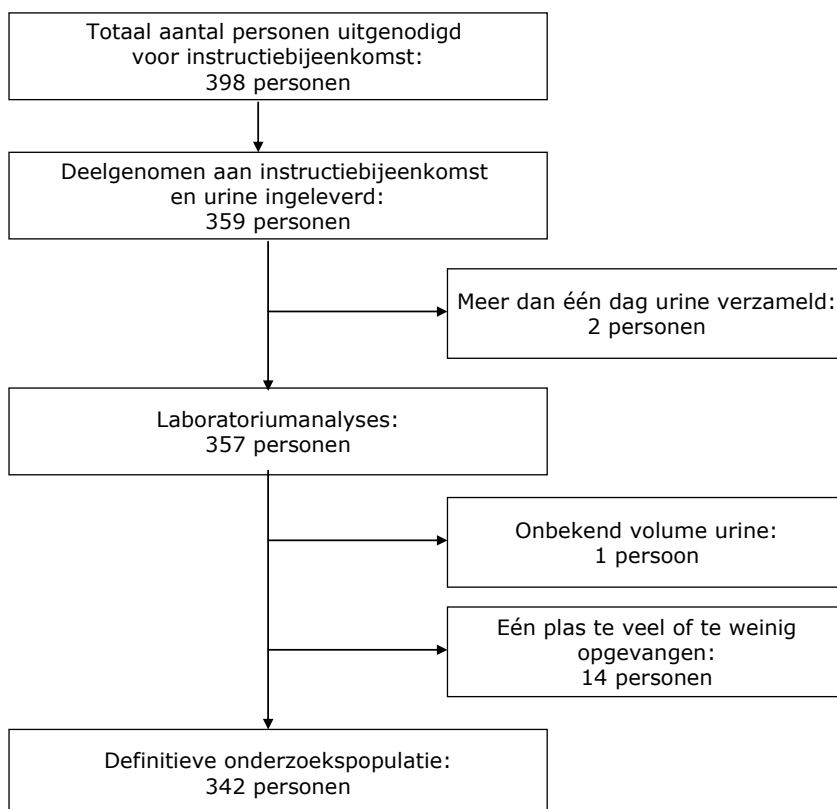 Totaal aantal personen uitgenodigd
voor instructiebijeenkomst:
398 personen
Deelgenomen aan instructiebijeenkomst
en urine ingeleverd:
359 personen
Meer dan één dag urine verzameld:
2 personen
Laboratoriumanalyses:
357 personen
Onbekend volume urine:
1 persoon
Eén plas te veel of te weinig
opgevangen:
14 personen
Definitieve onderzoekspopulatie:
342 personen